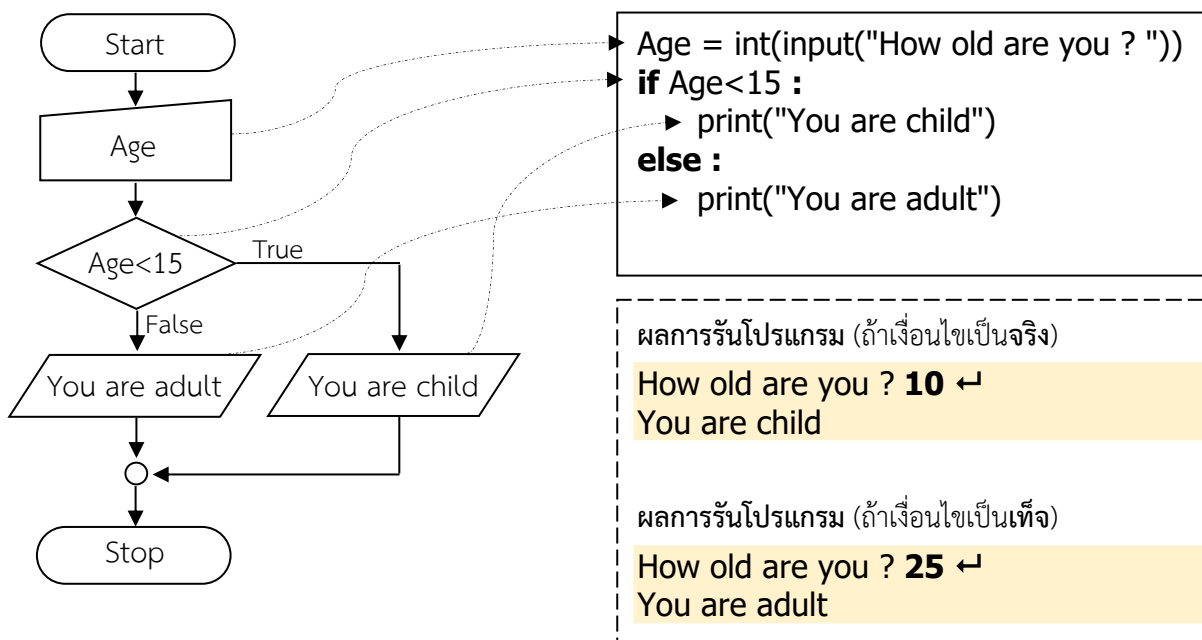 Start
Age
Age<15
True
False
You are adult
You are child
Stop
Age = int(input("How old are you ? "))
if Age<15 :
print("You are child")
else :
print("You are adult")
ผลการรันโปรแกรม (ถ้าเงื่อนไขเป็นจริง)
How old are you ? 10 ↵
You are child
ผลการรันโปรแกรม (ถ้าเงื่อนไขเป็นเท็จ)
How old are you ? 25 ↵
You are adult